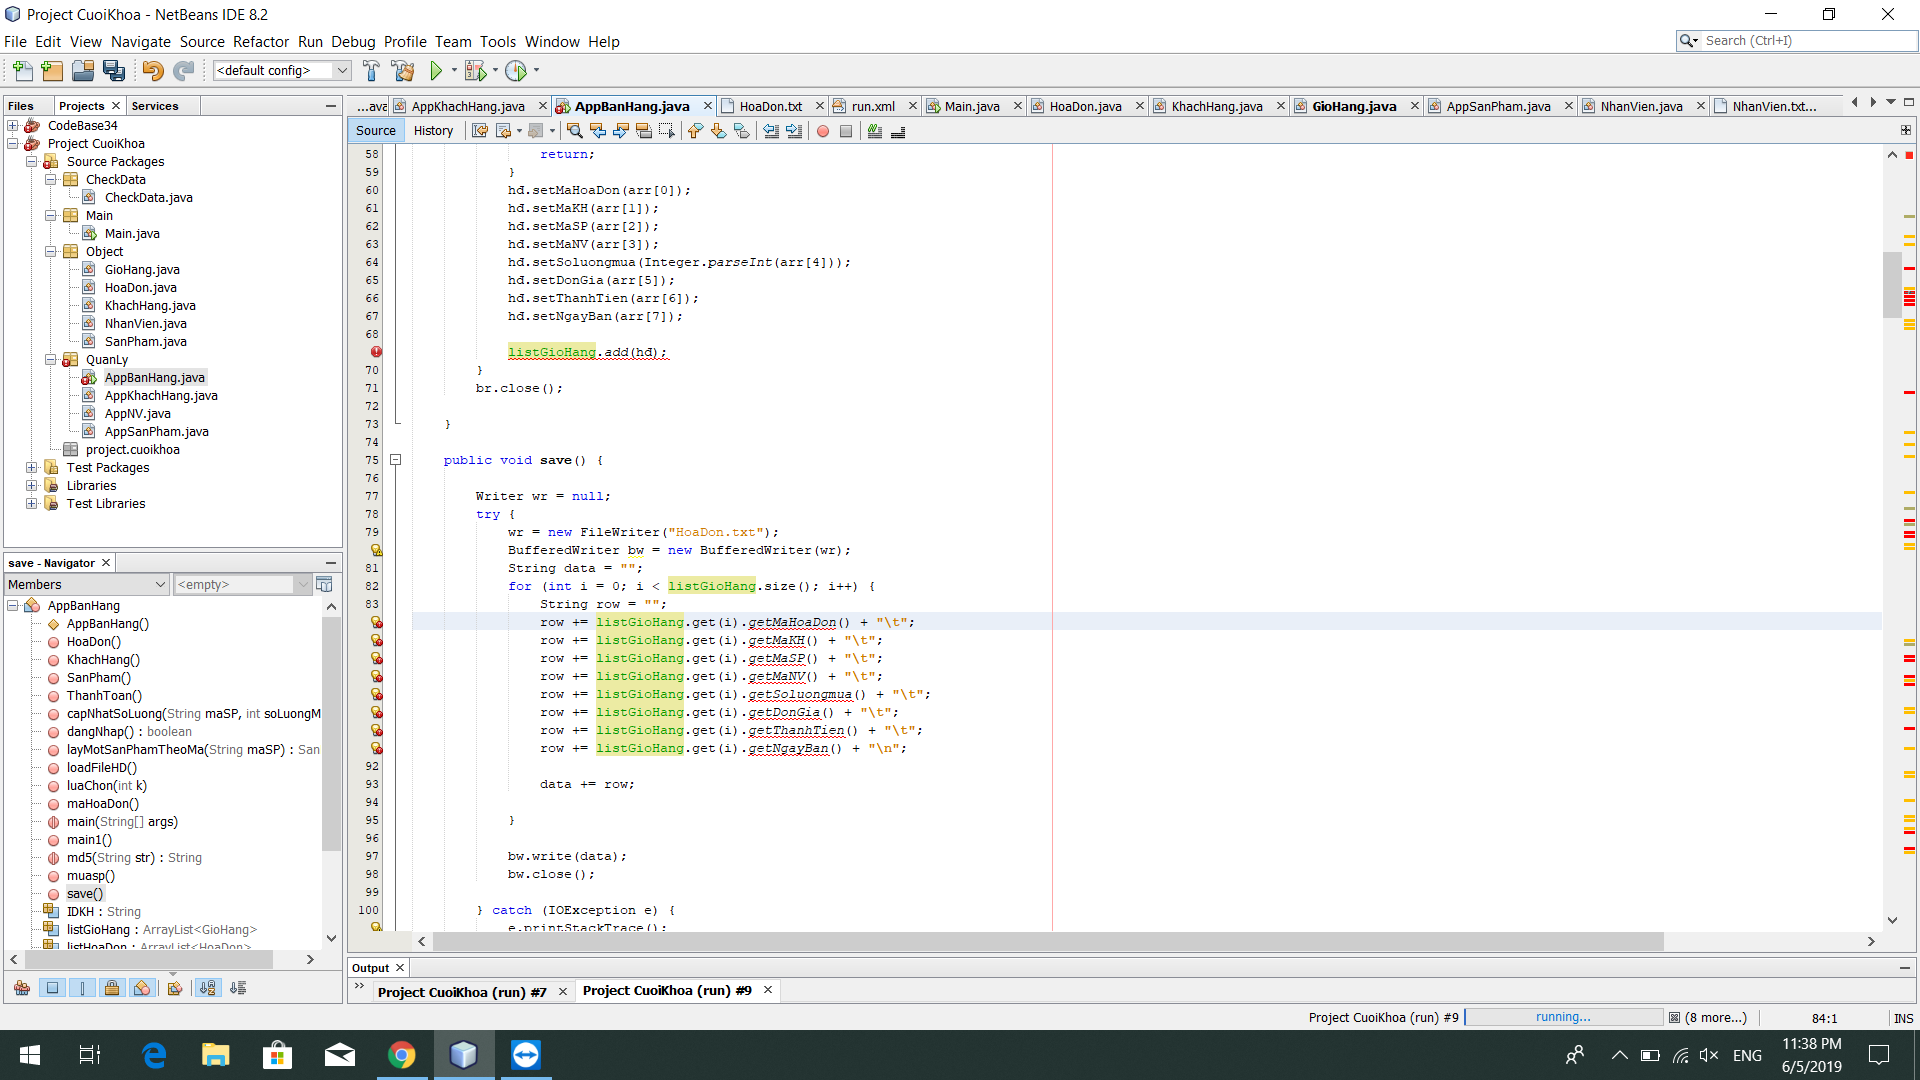 Project CuoiKhoa - NetBeans IDE 8.2
File Edit View Navigate Source Refactor Run Debug Profile Team Tools Window Help
Search (Ctrl+I)
<default config>
Files Projects Services
CodeBase34
Project CuoiKhoa
Source Packages
CheckData
CheckData.java
Main
Main.java
Object
GioHang.java
HoaDon.java
KhachHang.java
NhanVien.java
SanPham.java
QuanLy
AppBanHang.java
AppKhachHang.java
AppNV.java
AppSanPham.java
project.cuoikhoa
Test Packages
Libraries
Test Libraries
save - Navigator
Members <empty>
AppBanHang
AppBanHang()
HoaDon()
KhachHang()
SanPham()
ThanhToan()
capNhatSoLuong(String maSP, int soLuongM
dangNhap() : boolean
layMotSanPhamTheoMa(String maSP) : San
loadFileHD()
luaChon(int k)
maHoaDon()
main(String[] args)
main1()
md5(String str) : String
muasp()
save()
IDKH : String
listGioHang : ArrayList<GioHang>
listHoaDon : ArrayList<HoaDon>
...ava AppKhachHang.java AppBanHang.java HoaDon.txt run.xml Main.java HoaDon.java KhachHang.java GioHang.java AppSanPham.java NhanVien.java NhanVien.txt...
Source History
58 return;
59 }
60 hd.setMaHoaDon(arr[0]);
61 hd.setMaKH(arr[1]);
62 hd.setMaSP(arr[2]);
63 hd.setMaNV(arr[3]);
64 hd.setSoluongmua(Integer.parseInt(arr[4]));
65 hd.setDonGia(arr[5]);
66 hd.setThanhTien(arr[6]);
67 hd.setNgayBan(arr[7]);
68
listGioHang.add(hd);
70 }
71 br.close();
72
73 }
74
75 public void save() {
76
77 Writer wr = null;
78 try {
79 wr = new FileWriter("HoaDon.txt");
BufferedWriter bw = new BufferedWriter(wr);
81 String data = "";
82 for (int i = 0; i < listGioHang.size(); i++) {
83 String row = "";
row += listGioHang.get(i).getMaHoaDon() + "\t";
row += listGioHang.get(i).getMaKH() + "\t";
row += listGioHang.get(i).getMaSP() + "\t";
row += listGioHang.get(i).getMaNV() + "\t";
row += listGioHang.get(i).getSoluongmua() + "\t";
row += listGioHang.get(i).getDonGia() + "\t";
row += listGioHang.get(i).getThanhTien() + "\t";
row += listGioHang.get(i).getNgayBan() + "\n";
92
93 data += row;
94
95 }
96
97 bw.write(data);
98 bw.close();
99
100 } catch (IOException e) {
e.printStackTrace();
Output
Project CuoiKhoa (run) #7 Project CuoiKhoa (run) #9
Project CuoiKhoa (run) #9 running... (8 more...) 84:1 INS
ENG
11:38 PM
6/5/2019